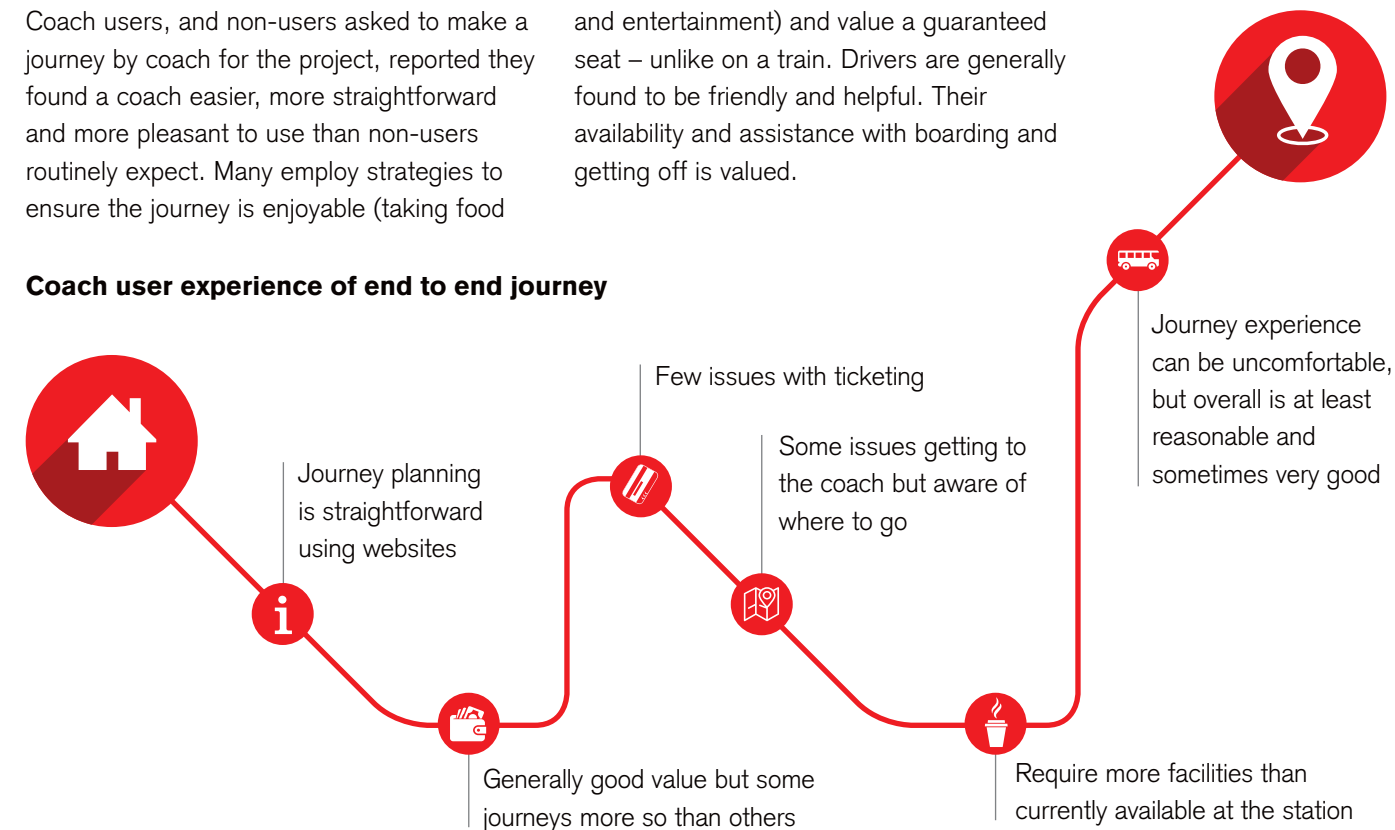 Coach users, and non-users asked to make a
journey by coach for the project, reported they
found a coach easier, more straightforward
and more pleasant to use than non-users
routinely expect. Many employ strategies to
ensure the journey is enjoyable (taking food
and entertainment) and value a guaranteed
seat – unlike on a train. Drivers are generally
found to be friendly and helpful. Their
availability and assistance with boarding and
getting off is valued.
Coach user experience of end to end journey
Journey planning
is straightforward
using websites
Generally good value but some
journeys more so than others
Few issues with ticketing
Some issues getting to
the coach but aware of
where to go
Require more facilities than
currently available at the station
Journey experience
can be uncomfortable,
but overall is at least
reasonable and
sometimes very good